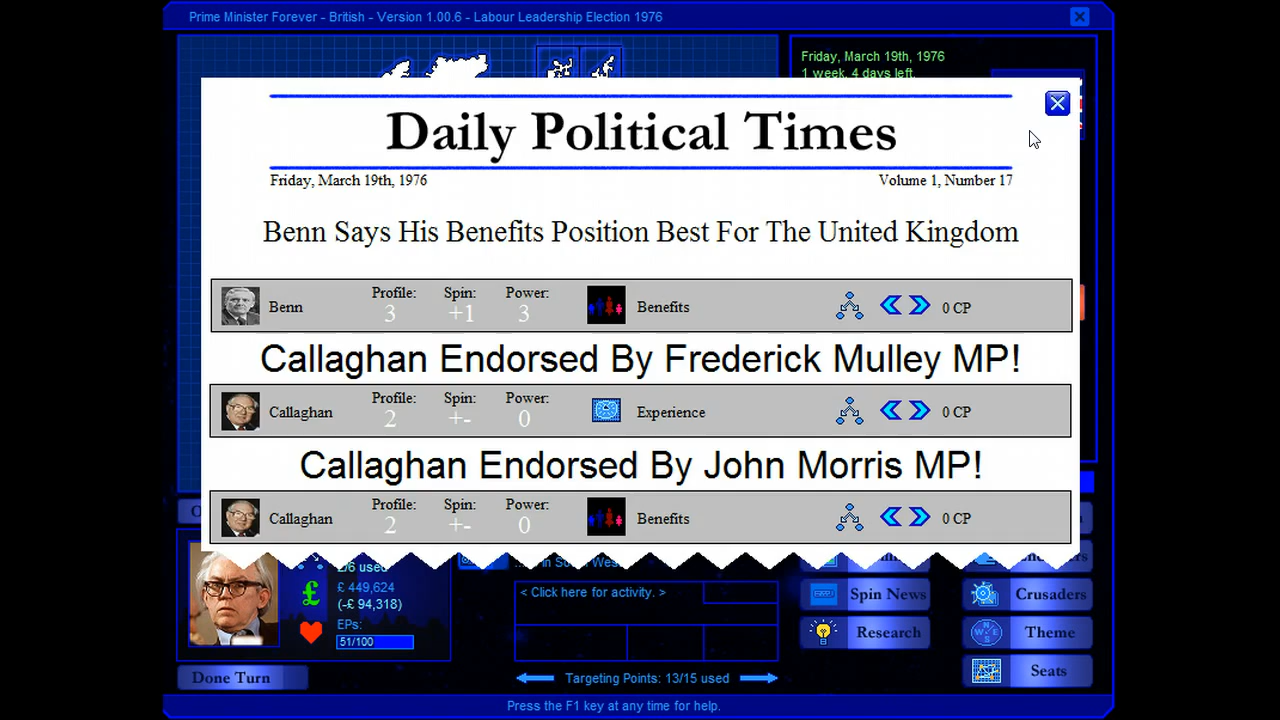 Prime Minister Forever - British - Version 1.00.6 - Labour Leadership Election 1976
Friday, March 19th, 1976
1 week, 4 days left.
Daily Political Times
Friday, March 19th, 1976 Volume 1, Number 17
Benn Says His Benefits Position Best For The United Kingdom
Benn Profile: 3 Spin: +1 Power: 3 Benefits 0 CP
Callaghan Endorsed By Frederick Mulley MP!
Callaghan Profile: 2 Spin: +- Power: 0 Experience 0 CP
Callaghan Endorsed By John Morris MP!
Callaghan Profile: 2 Spin: +- Power: 0 Benefits 0 CP
used
£ 449,624
(-£ 94,318)
EPs:
51/100
< Click here for activity. >
Spin News
Crusaders
Research
Theme
Seats
Done Turn
Targeting Points: 13/15 used
Press the F1 key at any time for help.